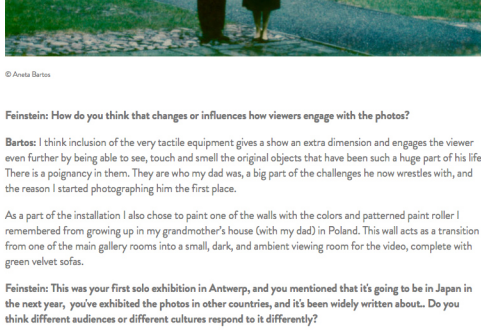 © Aneta Bartos
Feinstein: How do you think that changes or influences how viewers engage with the photos?
Bartos: I think inclusion of the very tactile equipment gives a show an extra dimension and engages the viewer
even further by being able to see, touch and smell the original objects that have been such a huge part of his life
There is a poignancy in them. They are who my dad was, a big part of the challenges he now wrestles with, and
the reason I started photographing him the first place.
As a part of the installation I also chose to paint one of the walls with the colors and patterned paint roller I
remembered from growing up in my grandmother's house (with my dad) in Poland. This wall acts as a transition
from one of the main gallery rooms into a small, dark, and ambient viewing room for the video, complete with
green velvet sofas.
Feinstein: This was your first solo exhibition in Antwerp, and you mentioned that it's going to be in Japan in
the next year, you've exhibited the photos in other countries, and it's been widely written about.. Do you
think different audiences or different cultures respond to it differently?